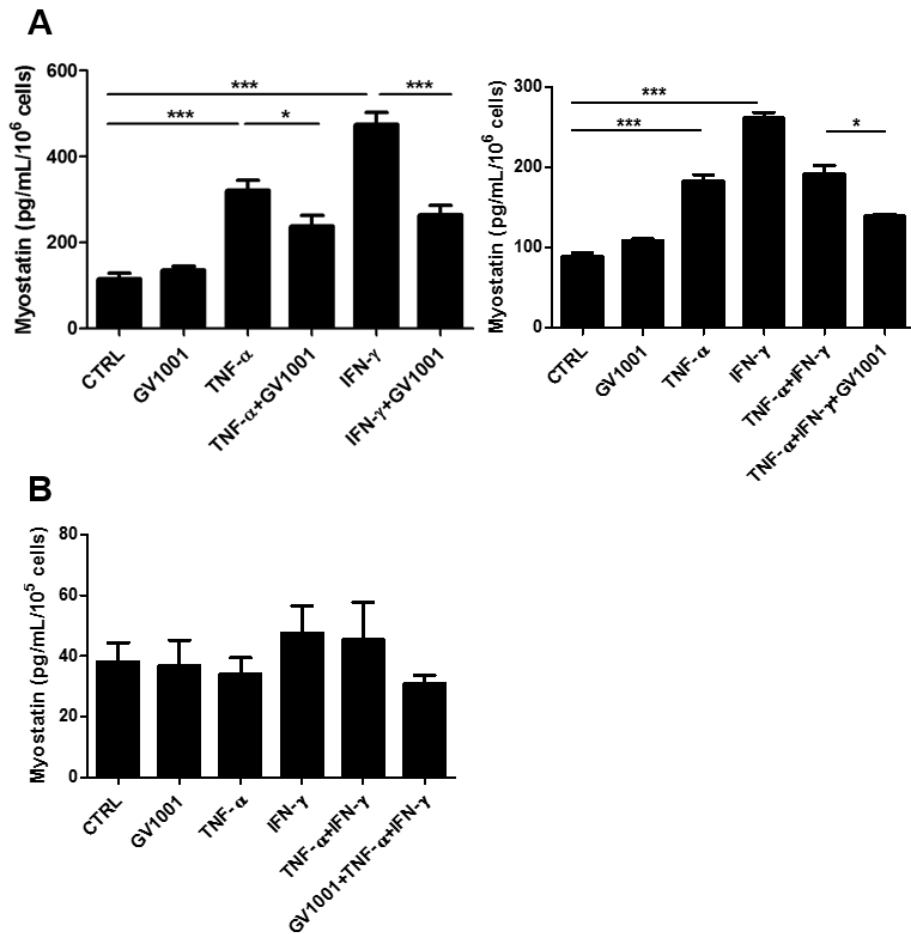 A
Myostatin (pg/mL/10⁶ cells)
600
400
200
0
***
***
***
*
CTRL
GV1001
TNF-α
TNF-α+GV1001
IFN-γ
IFN-γ+GV1001
Myostatin (pg/mL/10⁶ cells)
300
200
100
0
***
***
*
CTRL
GV1001
TNF-α
IFN-γ
TNF-α+IFN-γ
TNF-α+IFN-γ+GV1001
B
Myostatin (pg/mL/10⁵ cells)
80
60
40
20
0
CTRL
GV1001
TNF-α
IFN-γ
TNF-α+IFN-γ
GV1001+TNF-α+IFN-γ